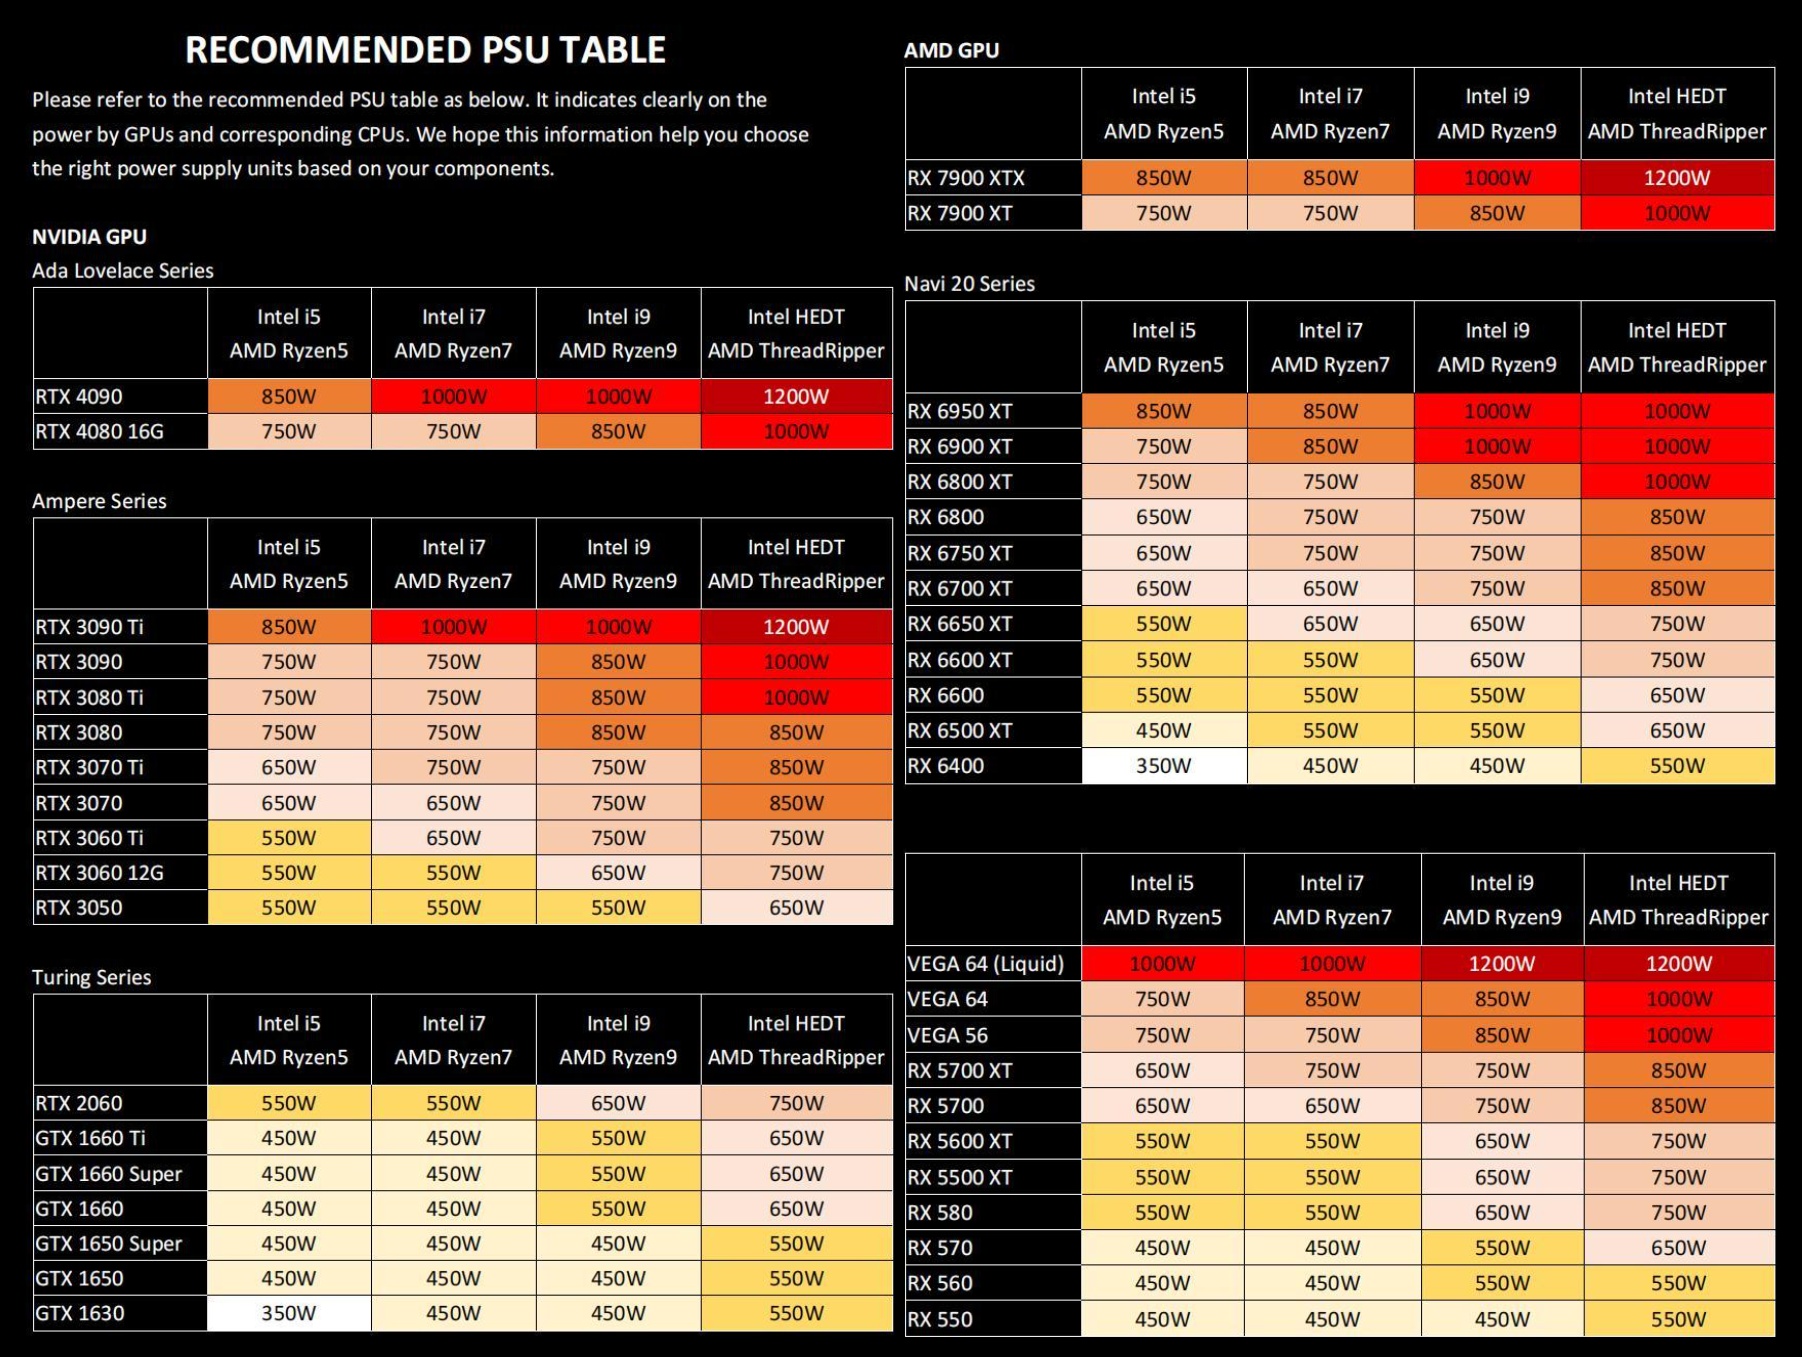 RECOMMENDED PSU TABLE
Please refer to the recommended PSU table as below. It indicates clearly on the
power by GPUs and corresponding CPUs. We hope this information help you choose
the right power supply units based on your components.
NVIDIA GPU
Ada Lovelace Series
Intel i5 Intel i7 Intel i9 Intel HEDT
AMD Ryzen5 AMD Ryzen7 AMD Ryzen9 AMD ThreadRipper
RTX 4090 850W 1000W 1000W 1200W
RTX 4080 16G 750W 750W 850W 1000W
Ampere Series
Intel i5 Intel i7 Intel i9 Intel HEDT
AMD Ryzen5 AMD Ryzen7 AMD Ryzen9 AMD ThreadRipper
RTX 3090 Ti 850W 1000W 1000W 1200W
RTX 3090 750W 750W 850W 1000W
RTX 3080 Ti 750W 750W 850W 1000W
RTX 3080 750W 750W 850W 850W
RTX 3070 Ti 650W 750W 750W 850W
RTX 3070 650W 650W 750W 850W
RTX 3060 Ti 550W 650W 750W 750W
RTX 3060 12G 550W 550W 650W 750W
RTX 3050 550W 550W 550W 650W
Turing Series
Intel i5 Intel i7 Intel i9 Intel HEDT
AMD Ryzen5 AMD Ryzen7 AMD Ryzen9 AMD ThreadRipper
RTX 2060 550W 550W 650W 750W
GTX 1660 Ti 450W 450W 550W 650W
GTX 1660 Super 450W 450W 550W 650W
GTX 1660 450W 450W 550W 650W
GTX 1650 Super 450W 450W 450W 550W
GTX 1650 450W 450W 450W 550W
GTX 1630 350W 450W 450W 550W
AMD GPU
Intel i5 Intel i7 Intel i9 Intel HEDT
AMD Ryzen5 AMD Ryzen7 AMD Ryzen9 AMD ThreadRipper
RX 7900 XTX 850W 850W 1000W 1200W
RX 7900 XT 750W 750W 850W 1000W
Navi 20 Series
Intel i5 Intel i7 Intel i9 Intel HEDT
AMD Ryzen5 AMD Ryzen7 AMD Ryzen9 AMD ThreadRipper
RX 6950 XT 850W 850W 1000W 1000W
RX 6900 XT 750W 850W 1000W 1000W
RX 6800 XT 750W 750W 850W 1000W
RX 6800 650W 750W 750W 850W
RX 6750 XT 650W 750W 750W 850W
RX 6700 XT 650W 650W 750W 850W
RX 6650 XT 550W 650W 650W 750W
RX 6600 XT 550W 550W 650W 750W
RX 6600 550W 550W 550W 650W
RX 6500 XT 450W 550W 550W 650W
RX 6400 350W 450W 450W 550W
Intel i5 Intel i7 Intel i9 Intel HEDT
AMD Ryzen5 AMD Ryzen7 AMD Ryzen9 AMD ThreadRipper
VEGA 64 (Liquid) 1000W 1000W 1200W 1200W
VEGA 64 750W 850W 850W 1000W
VEGA 56 750W 750W 850W 1000W
RX 5700 XT 650W 750W 750W 850W
RX 5700 650W 650W 750W 850W
RX 5600 XT 550W 550W 650W 750W
RX 5500 XT 550W 550W 650W 750W
RX 580 550W 550W 650W 750W
RX 570 450W 450W 550W 650W
RX 560 450W 450W 550W 550W
RX 550 450W 450W 450W 550W